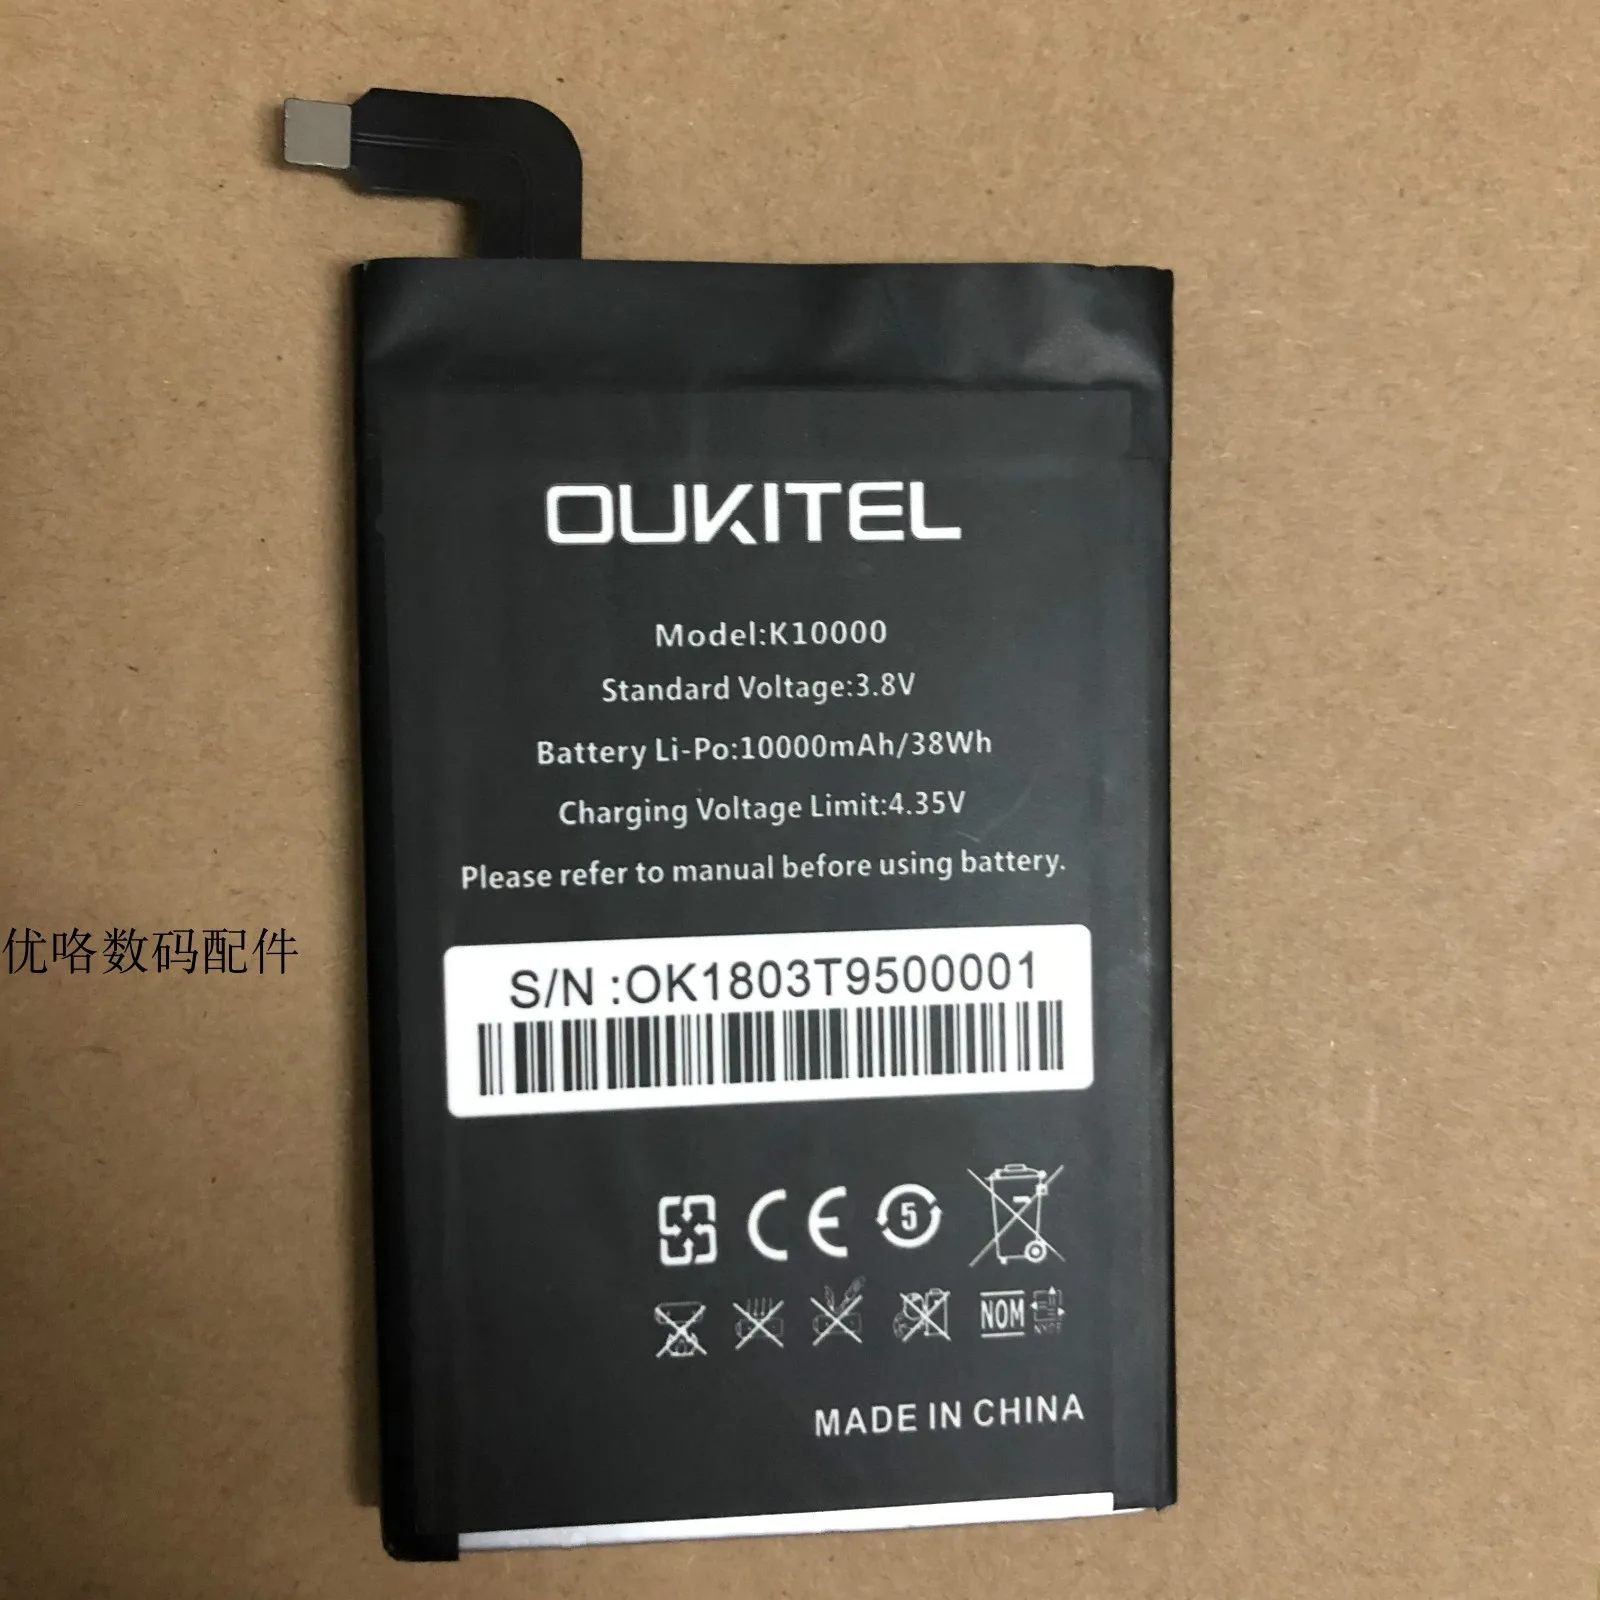 OUKITEL
Model:K10000
Standard Voltage:3.8V
Battery Li-Po:10000mAh/38Wh
Charging Voltage Limit:4.35V
Please refer to manual before using battery.
优咯数码配件
S/N :OK1803T9500001
CE 5
NOM
MADE IN CHINA